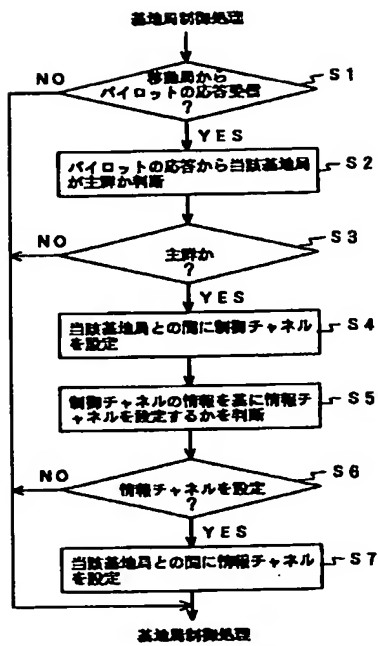 基地局制御処理
移動局から
パイロットの応答受信
?
S1
NO
YES
パイロットの応答から当該基地局
が主群か判断
S2
主群か
?
S3
NO
YES
当該基地局との間に制御チャネル
を設定
S4
制御チャネルの情報を基に情報チャ
ネルを設定するかを判断
S5
情報チャネルを設定
?
S6
NO
YES
当該基地局との間に情報チャネル
を設定
S7
基地局制御処理